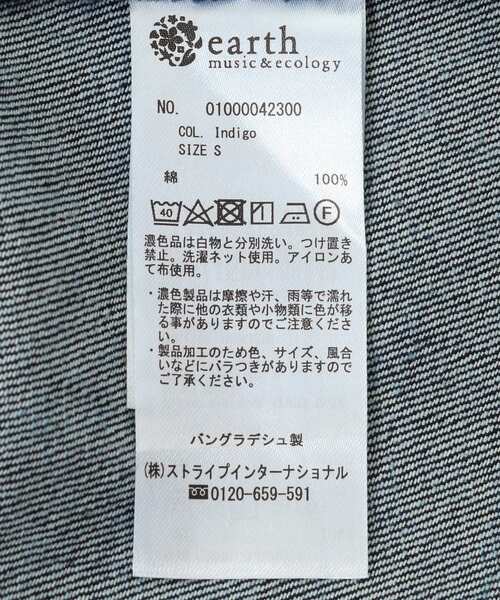 earth
music&ecology
NO. 01000042300
COL. Indigo
SIZE S
綿 100%
40 F
濃色品は白物と分別洗い。つけ置き
禁止。洗濯ネット使用。アイロンあ
て布使用。
・濃色製品は摩擦や汗、雨等で濡れ
た際に他の衣類や小物類に色が移
る事がありますのでご注意くださ
い。
・製品加工のため色、サイズ、風合
いなどにバラつきがありますので
ご了承ください。
バングラデシュ製
(株)ストライプインターナショナル
0120-659-591